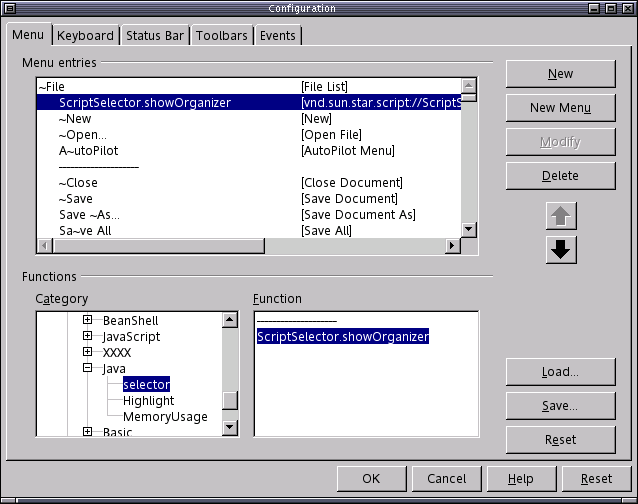 Configuration
Menu Keyboard Status Bar Toolbars Events
Menu entries
~File [File List]
ScriptSelector.showOrganizer [vnd.sun.star.script://ScriptS
~New [New]
~Open... [Open File]
A~utoPilot [AutoPilot Menu]
--------------------
~Close [Close Document]
~Save [Save Document]
Save ~As... [Save Document As]
Sa~ve All [Save All]
New
New Menu
Modify
Delete
Functions
Category Function
BeanShell
JavaScript
XXXX
Java
selector
Highlight
MemoryUsage
Basic
--------------------
ScriptSelector.showOrganizer
Load...
Save...
Reset
OK Cancel Help Reset